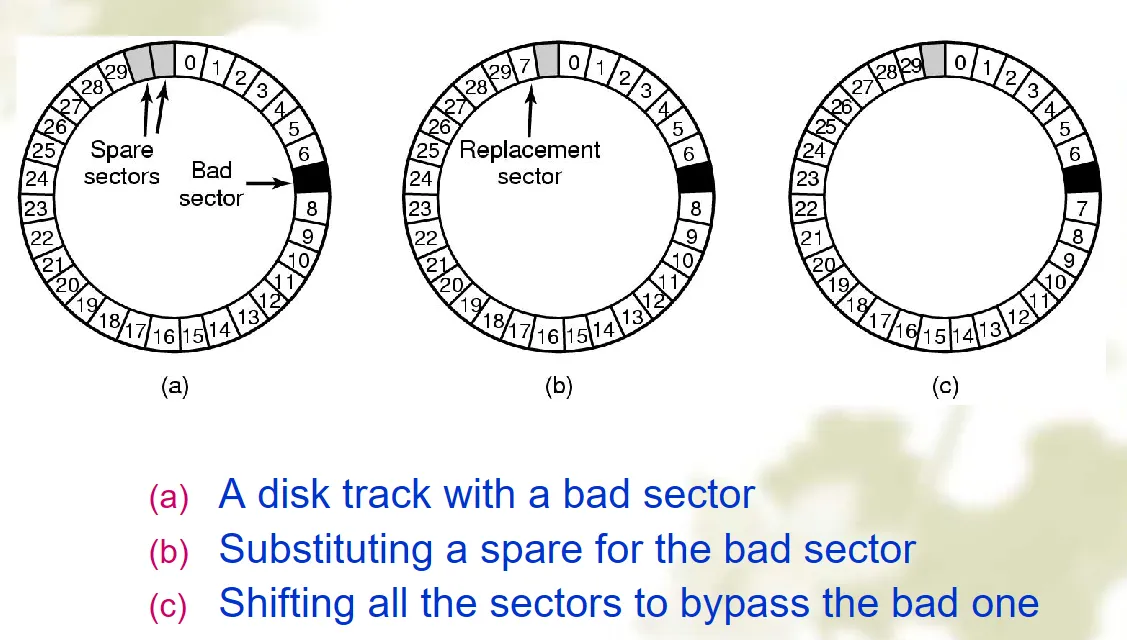 0 1 2 3 4 5 6 8 9 10 11 12 13 14 15 16 17 18 19 20 21 22 23 24 25 26 27 28 29
Spare
sectors
Bad
sector
(a)
0 1 2 3 4 5 6 8 9 10 11 12 13 14 15 16 17 18 19 20 21 22 23 24 25 26 27 28 29 7
Replacement
sector
(b)
0 1 2 3 4 5 6 7 8 9 10 11 12 13 14 15 16 17 18 19 20 21 22 23 24 25 26 27 28 29
(c)
(a) A disk track with a bad sector
(b) Substituting a spare for the bad sector
(c) Shifting all the sectors to bypass the bad one